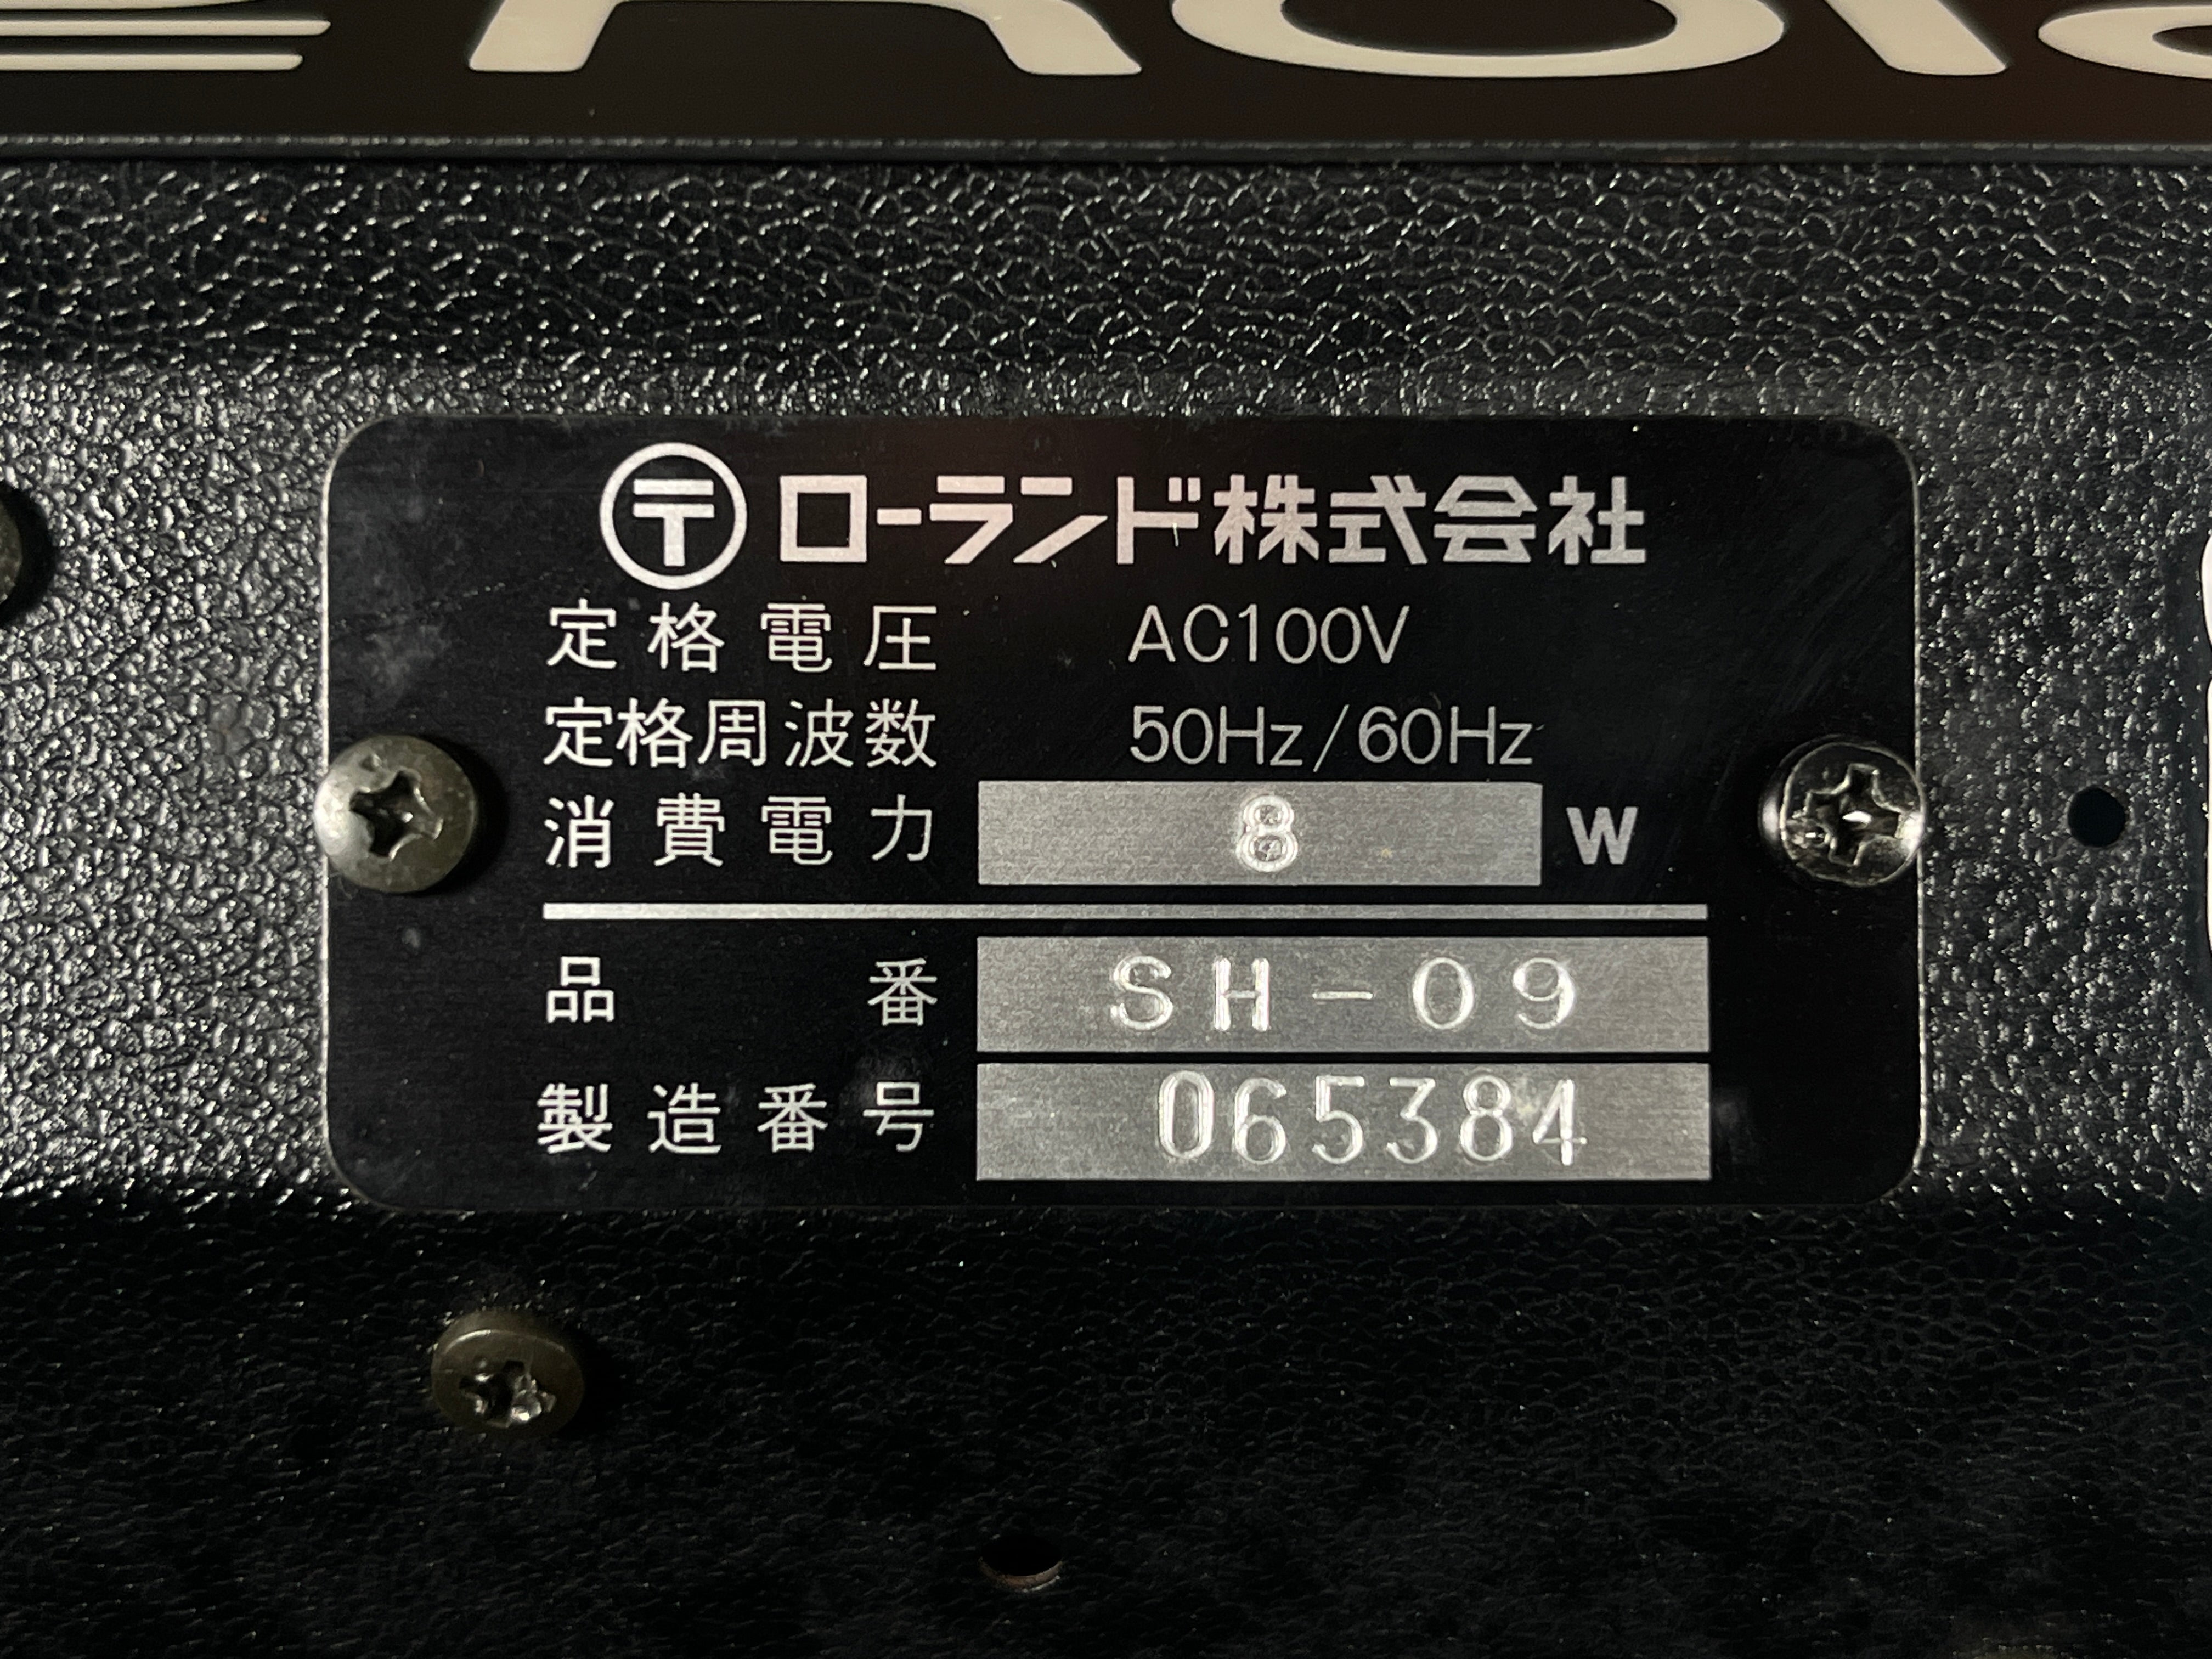 Rola
〒 ローランド株式会社
定格電圧 AC100V
定格周波数 50Hz/60Hz
消費電力 8 W
品番 SH-09
製造番号 065384